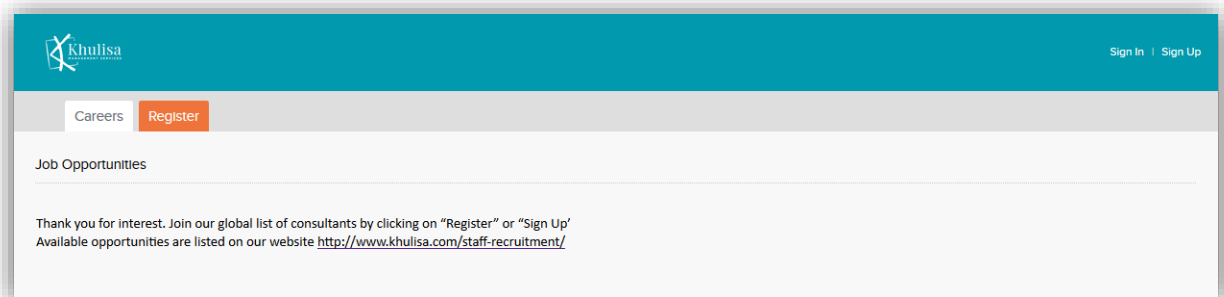 Khulisa
MANAGEMENT SERVICES
Sign In | Sign Up
Careers Register
Job Opportunities
Thank you for interest. Join our global list of consultants by clicking on “Register” or “Sign Up’
Available opportunities are listed on our website http://www.khulisa.com/staff-recruitment/